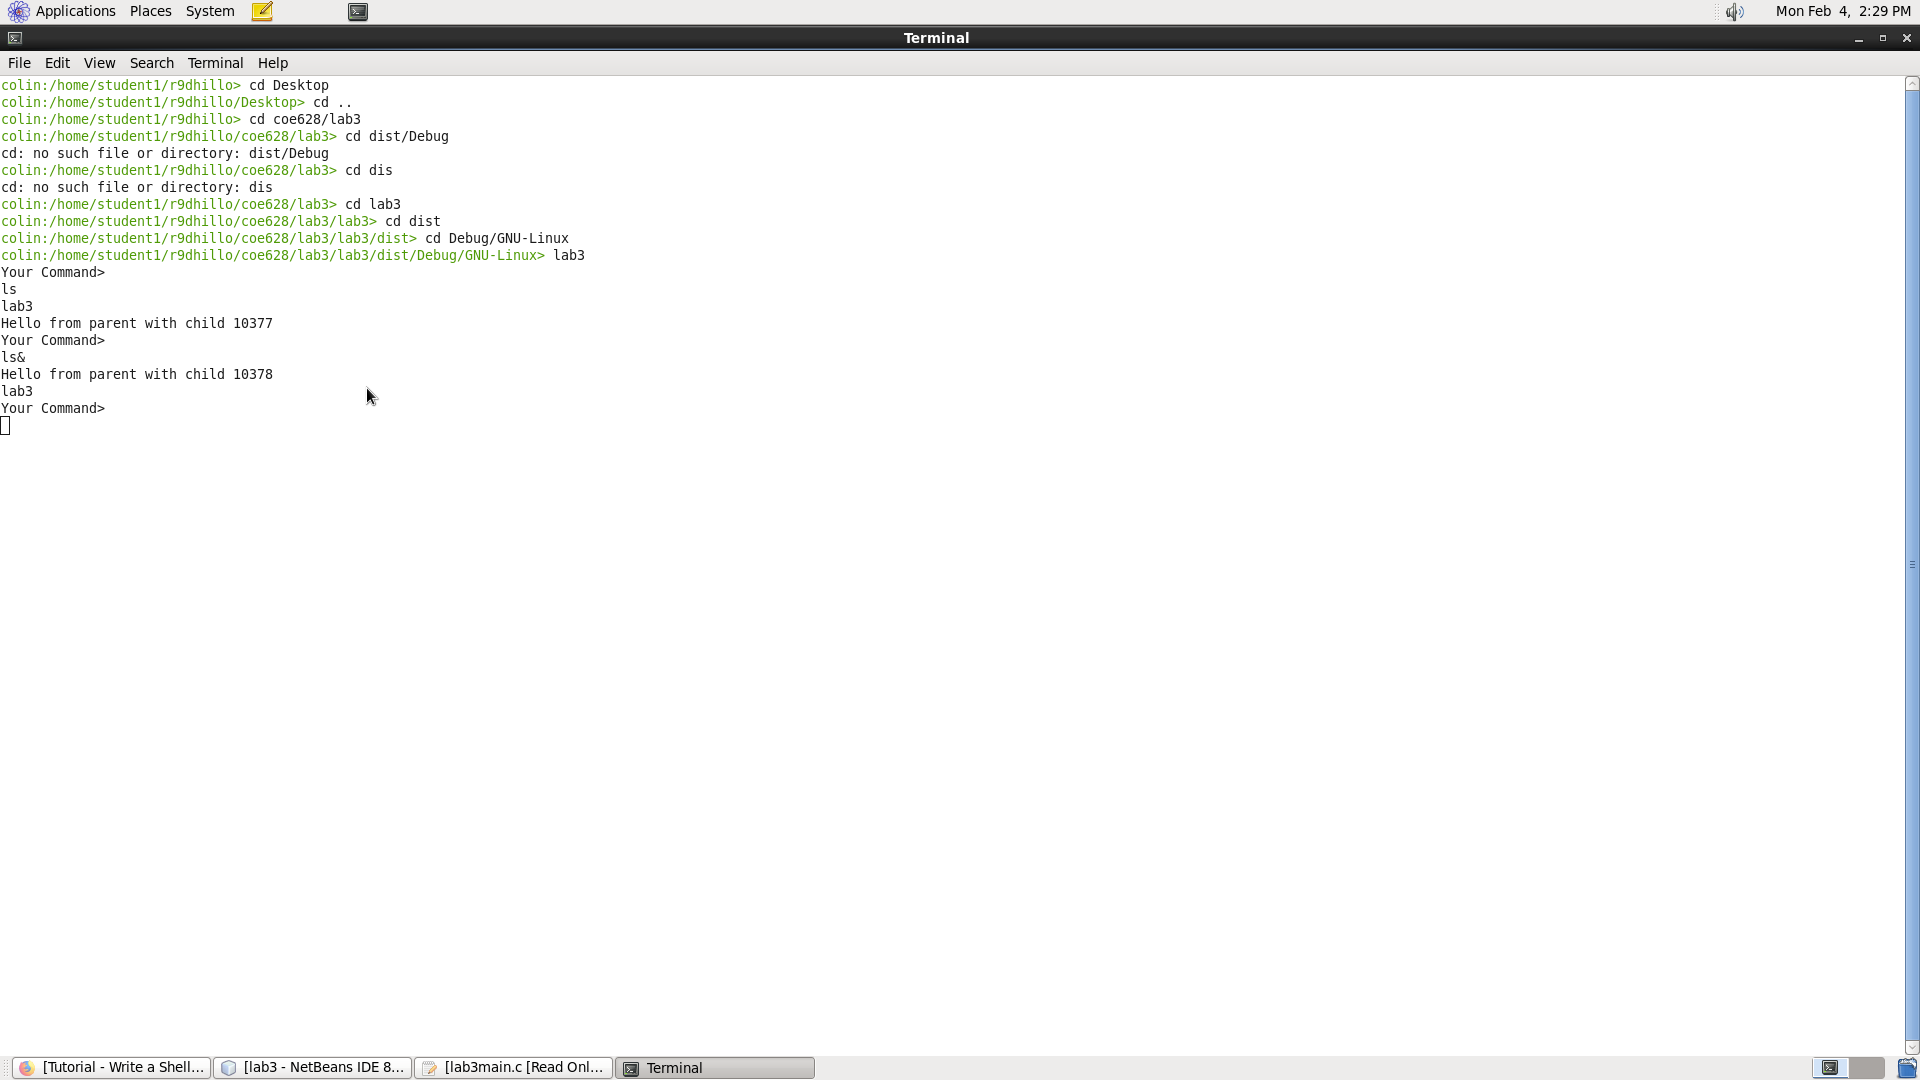 Applications Places System Mon Feb 4, 2:29 PM
Terminal
File Edit View Search Terminal Help
colin:/home/student1/r9dhillo> cd Desktop
colin:/home/student1/r9dhillo/Desktop> cd ..
colin:/home/student1/r9dhillo> cd coe628/lab3
colin:/home/student1/r9dhillo/coe628/lab3> cd dist/Debug
cd: no such file or directory: dist/Debug
colin:/home/student1/r9dhillo/coe628/lab3> cd dis
cd: no such file or directory: dis
colin:/home/student1/r9dhillo/coe628/lab3> cd lab3
colin:/home/student1/r9dhillo/coe628/lab3/lab3> cd dist
colin:/home/student1/r9dhillo/coe628/lab3/lab3/dist> cd Debug/GNU-Linux
colin:/home/student1/r9dhillo/coe628/lab3/lab3/dist/Debug/GNU-Linux> lab3
Your Command>
ls
lab3
Hello from parent with child 10377
Your Command>
ls&
Hello from parent with child 10378
lab3
Your Command>
[Tutorial - Write a Shell... [lab3 - NetBeans IDE 8... [lab3main.c [Read Onl... Terminal